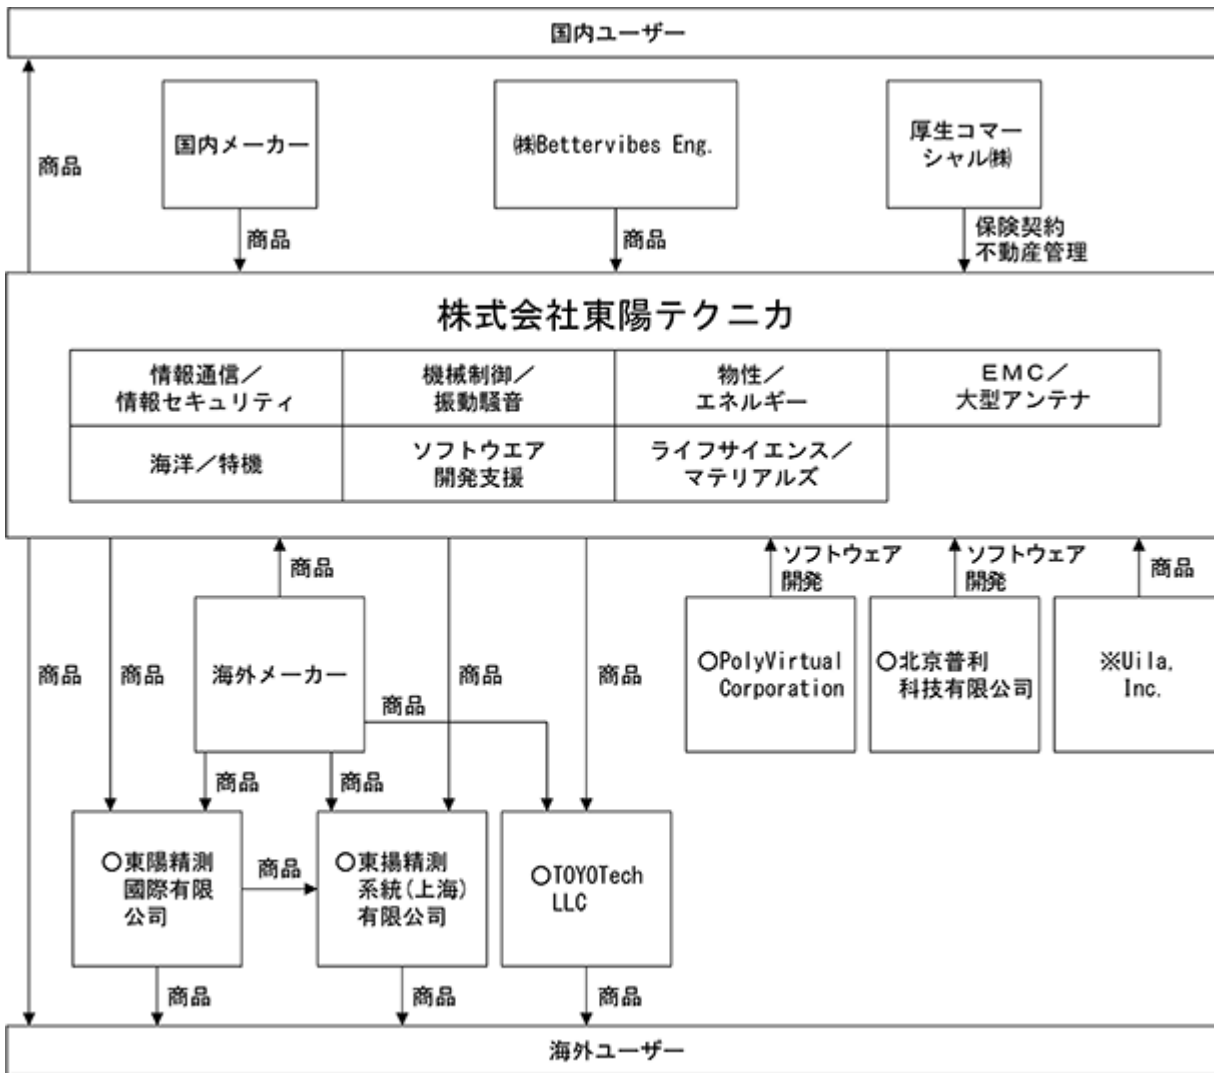 国内ユーザー
商品
国内メーカー
㈱Bettervibes Eng.
厚生コマー
シャル㈱
商品
商品
保険契約
不動産管理
株式会社東陽テクニカ
情報通信／
情報セキュリティ
機械制御／
振動騒音
物性／
エネルギー
ＥＭＣ／
大型アンテナ
海洋／特機
ソフトウエア
開発支援
ライフサイエンス／
マテリアルズ
商品
ソフトウェア
開発
ソフトウェア
開発
商品
商品
商品
海外メーカー
商品
商品
商品
○PolyVirtual
Corporation
○北京普利
科技有限公司
※Uila,
Inc.
商品
商品
○東陽精測
國際有限
公司
商品
○東揚精測
系統(上海)
有限公司
○TOYOTech
LLC
商品
商品
商品
海外ユーザー